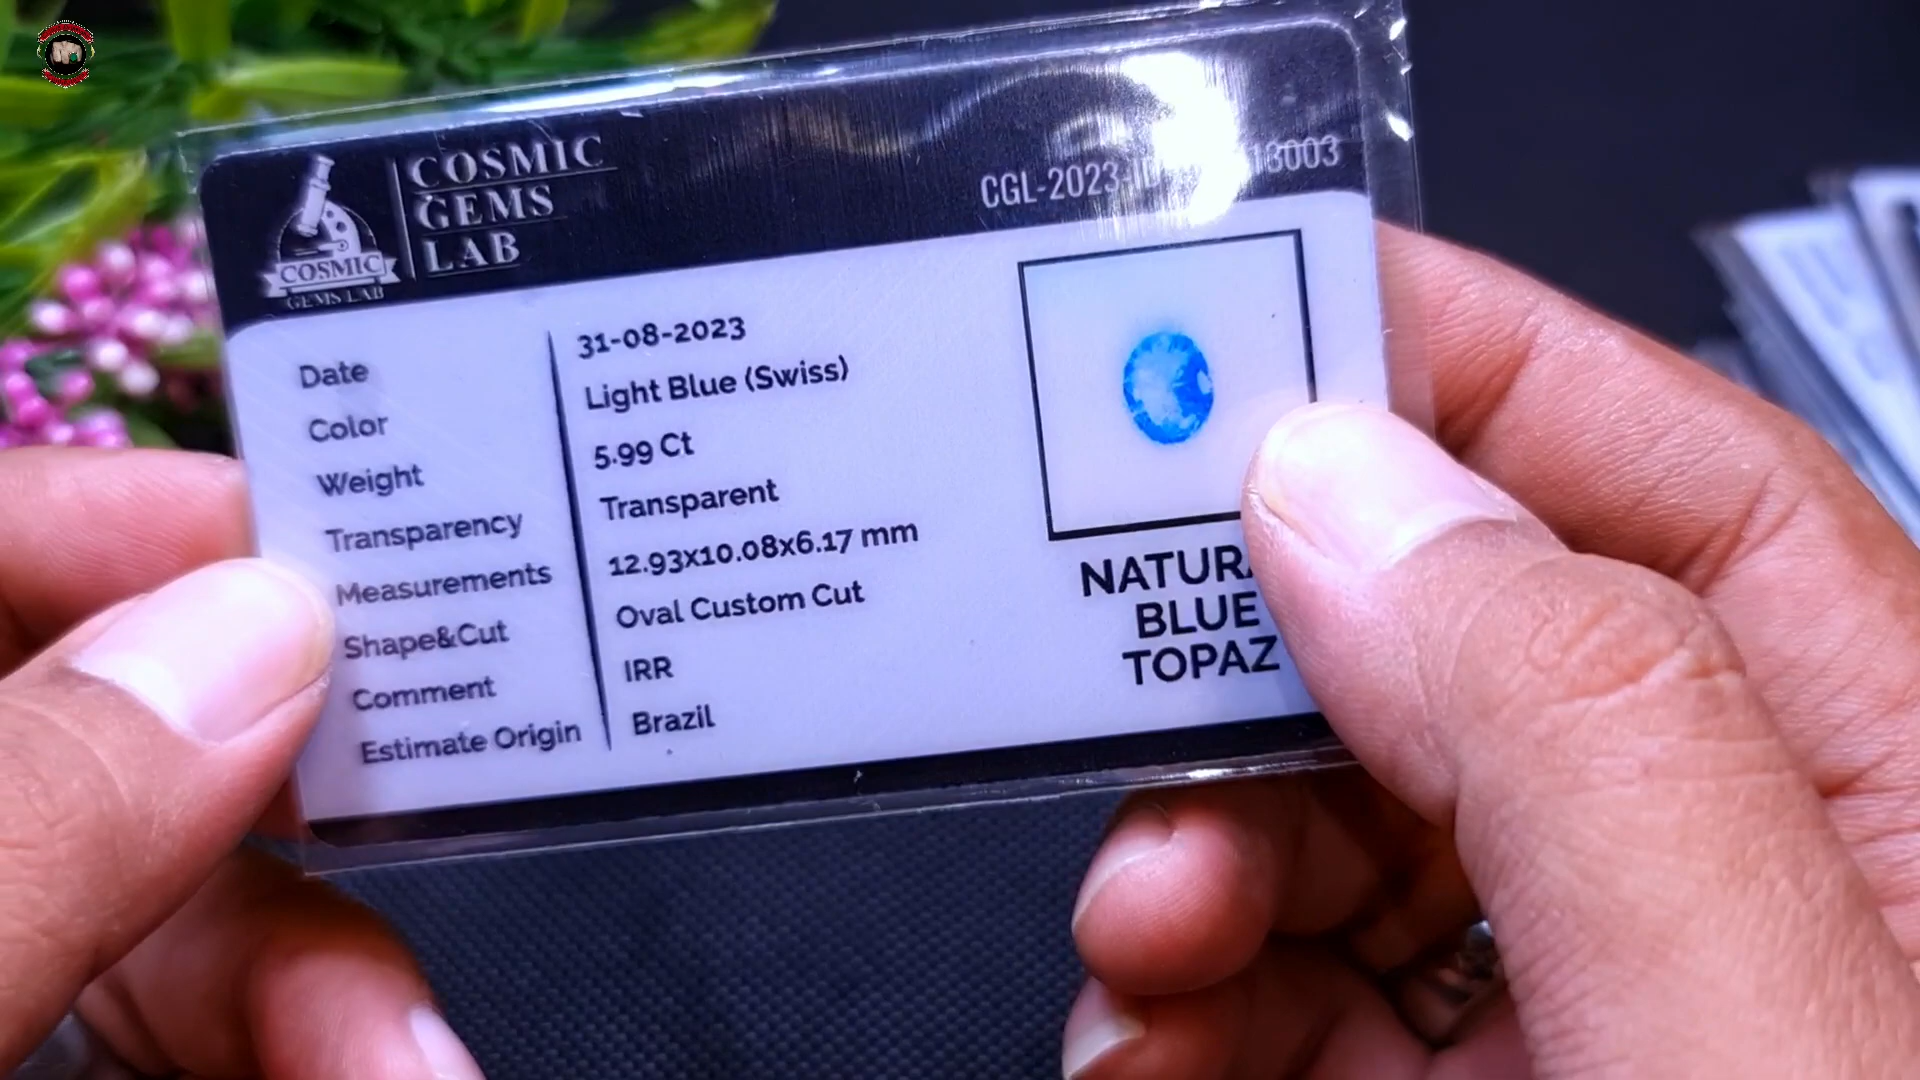 COSMIC
GEMS
LAB
COSMIC
GEMS LAB
CGL-2023- 13003
Date 31-08-2023
Color Light Blue (Swiss)
Weight 5.99 Ct
Transparency Transparent
Measurements 12.93x10.08x6.17 mm
Shape&Cut Oval Custom Cut
Comment IRR
Estimate Origin Brazil
BLUE
TOPAZ